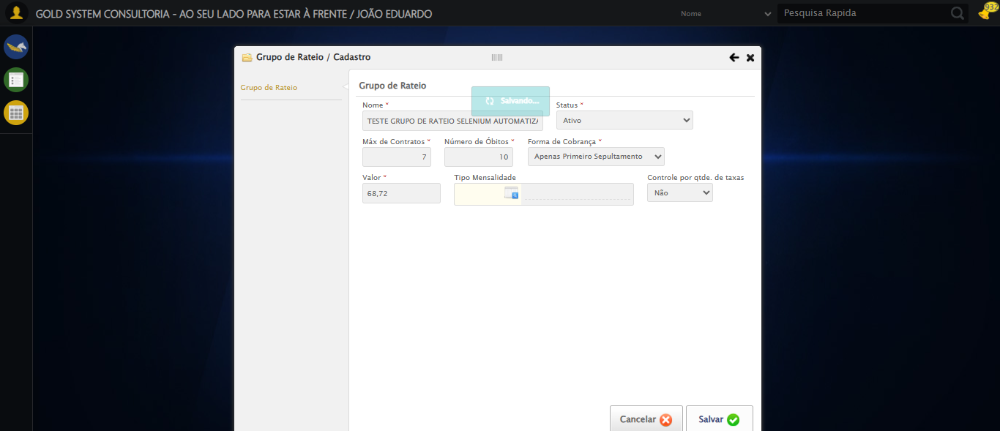 GOLD SYSTEM CONSULTORIA - AO SEU LADO PARA ESTAR À FRENTE / JOÃO EDUARDO
Nome
Pesquisa Rapida
932
Grupo de Rateio / Cadastro
Grupo de Rateio
Grupo de Rateio
Salvando...
Nome *
Status *
TESTE GRUPO DE RATEIO SELENIUM AUTOMATIZA
Ativo
Máx de Contratos *
Número de Óbitos *
Forma de Cobrança *
7
10
Apenas Primeiro Sepultamento
Valor *
Tipo Mensalidade
Controle por qtde. de taxas
68,72
Não
Cancelar
Salvar